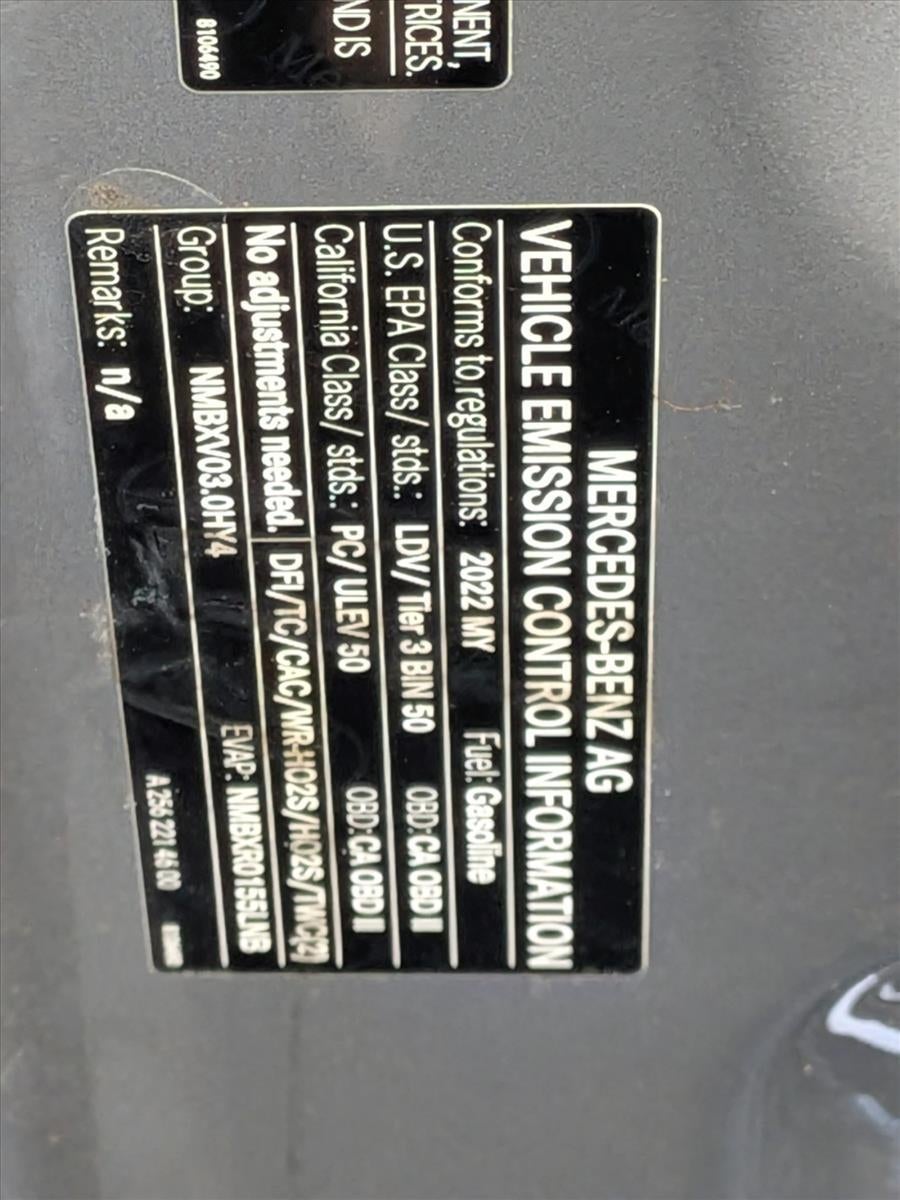 MERCEDES-BENZ AG
VEHICLE EMISSION CONTROL INFORMATION
Conforms to regulations: 2022 MY Fuel: Gasoline
U.S. EPA Class/ stds.: LDV/ Tier 3 BIN 50 OBD: CA OBD II
California Class/ stds.: PC/ ULEV 50 OBD: CA OBD II
No adjustments needed. DFI/TC/CAC/WR-HO2S/HO2S/TWC(2)
Group: NMBXV03.0HY4 EVAP: NMBXR0155LNB
Remarks: n/a A 256 221 46 00
NENT,
TRICES.
ND IS
8106490